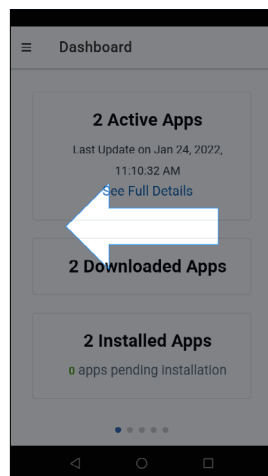 Dashboard
2 Active Apps
Last Update on Jan 24, 2022,
11:10:32 AM
See Full Details
2 Downloaded Apps
2 Installed Apps
0 apps pending installation